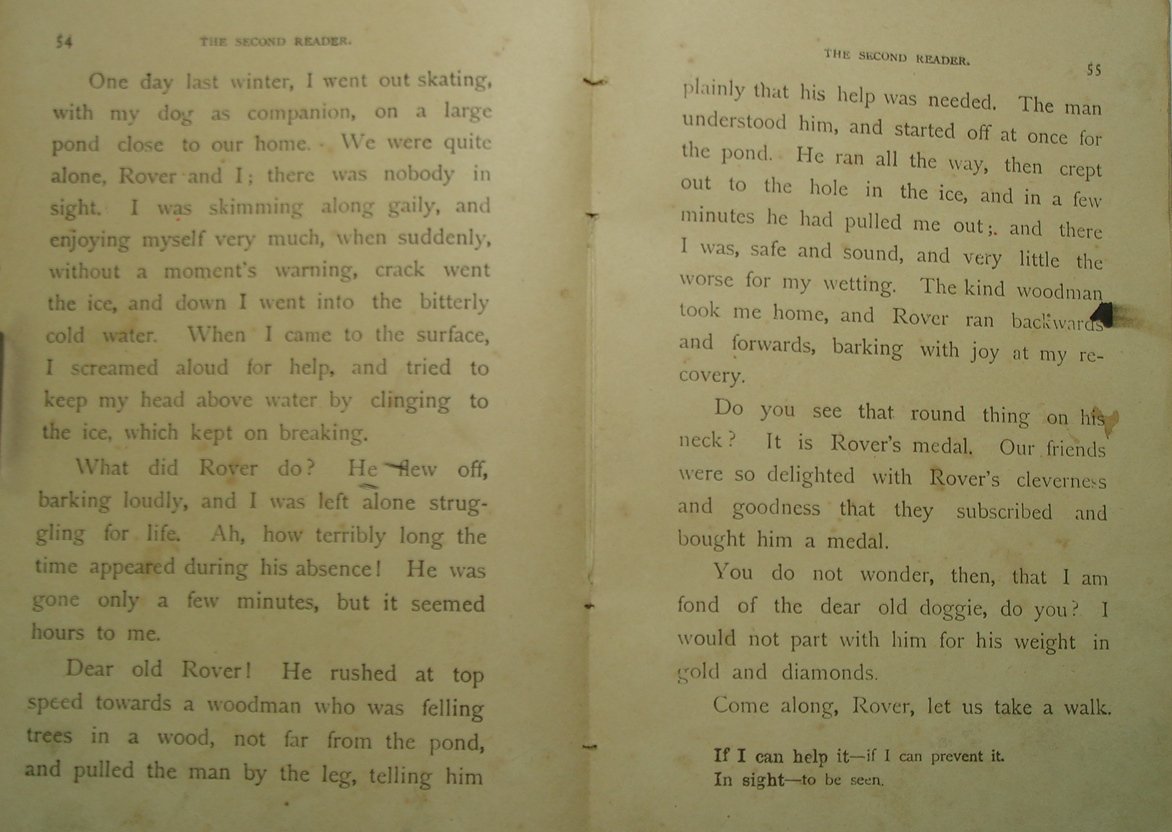 54
THE SECOND READER.
One day last winter, I went out skating,
with my dog as companion, on a large
pond close to our home. We were quite
alone, Rover and I; there was nobody in
sight. I was skimming along gaily, and
enjoying myself very much, when suddenly,
without a moment's warning, crack went
the ice, and down I went into the bitterly
cold water. When I came to the surface,
I screamed aloud for help, and tried to
keep my head above water by clinging to
the ice, which kept on breaking.
What did Rover do? He flew off,
barking loudly, and I was left alone strug-
gling for life. Ah, how terribly long the
time appeared during his absence! He was
gone only a few minutes, but it seemed
hours to me.
Dear old Rover! He rushed at top
speed towards a woodman who was felling
trees in a wood, not far from the pond,
and pulled the man by the leg, telling him
THE SECOND READER.
55
plainly that his help was needed. The man
understood him, and started off at once for
the pond. He ran all the way, then crept
out to the hole in the ice, and in a few
minutes he had pulled me out; and there
I was, safe and sound, and very little the
worse for my wetting. The kind woodman
took me home, and Rover ran backwards
and forwards, barking with joy at my re-
covery.
Do you see that round thing on his
neck? It is Rover's medal. Our friends
were so delighted with Rover's cleverness
and goodness that they subscribed and
bought him a medal.
You do not wonder, then, that I am
fond of the dear old doggie, do you? I
would not part with him for his weight in
gold and diamonds.
Come along, Rover, let us take a walk.
If I can help it—if I can prevent it.
In sight—to be seen.